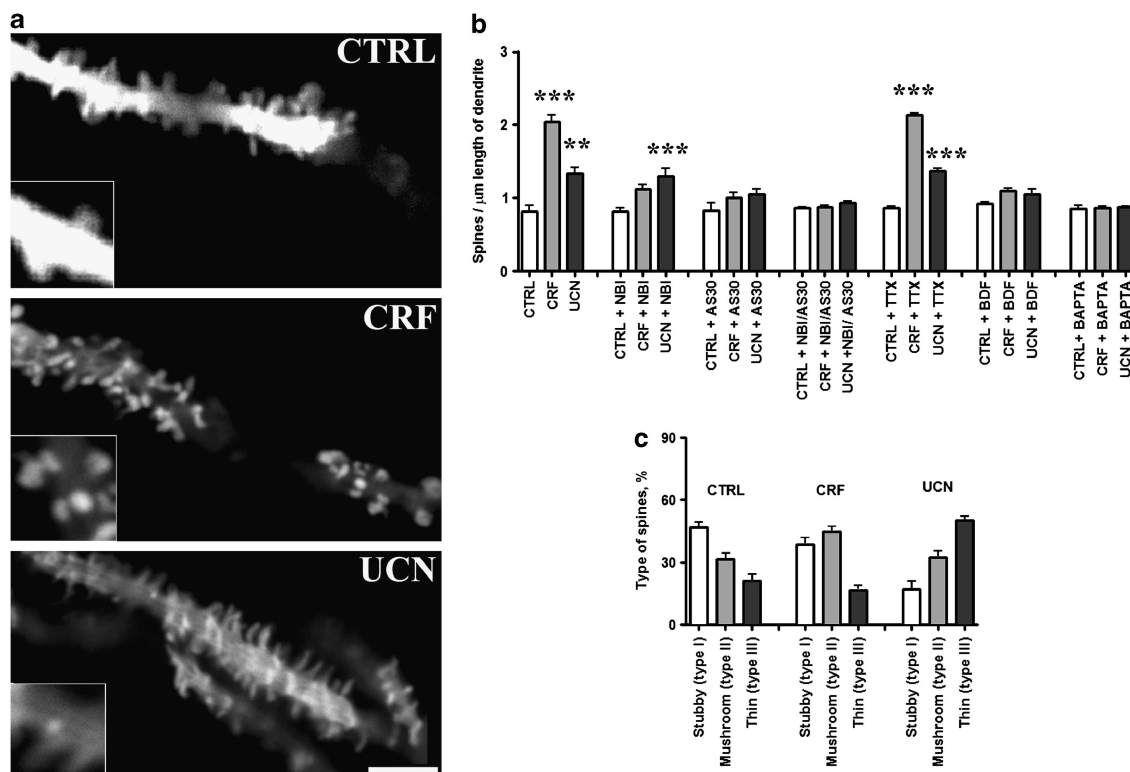 a
CTRL
CRF
UCN
b
Spines / µm length of dendrite
3
2
1
0
***
**
***
***
***
CTRL
CRF
UCN
CTRL + NBI
CRF + NBI
UCN + NBI
CTRL + AS30
CRF + AS30
UCN + AS30
CTRL + NBI/AS30
CRF + NBI/AS30
UCN +NBI/ AS30
CTRL + TTX
CRF + TTX
UCN + TTX
CTRL + BDF
CRF + BDF
UCN + BDF
CTRL+ BAPTA
CRF + BAPTA
UCN + BAPTA
c
Type of spines, %
90
60
30
0
CTRL
CRF
UCN
Stubby (type I)
Mushroom (type II)
Thin (type III)
Stubby (type I)
Mushroom (type II)
Thin (type III)
Stubby (type I)
Mushroom (type II)
Thin (type III)